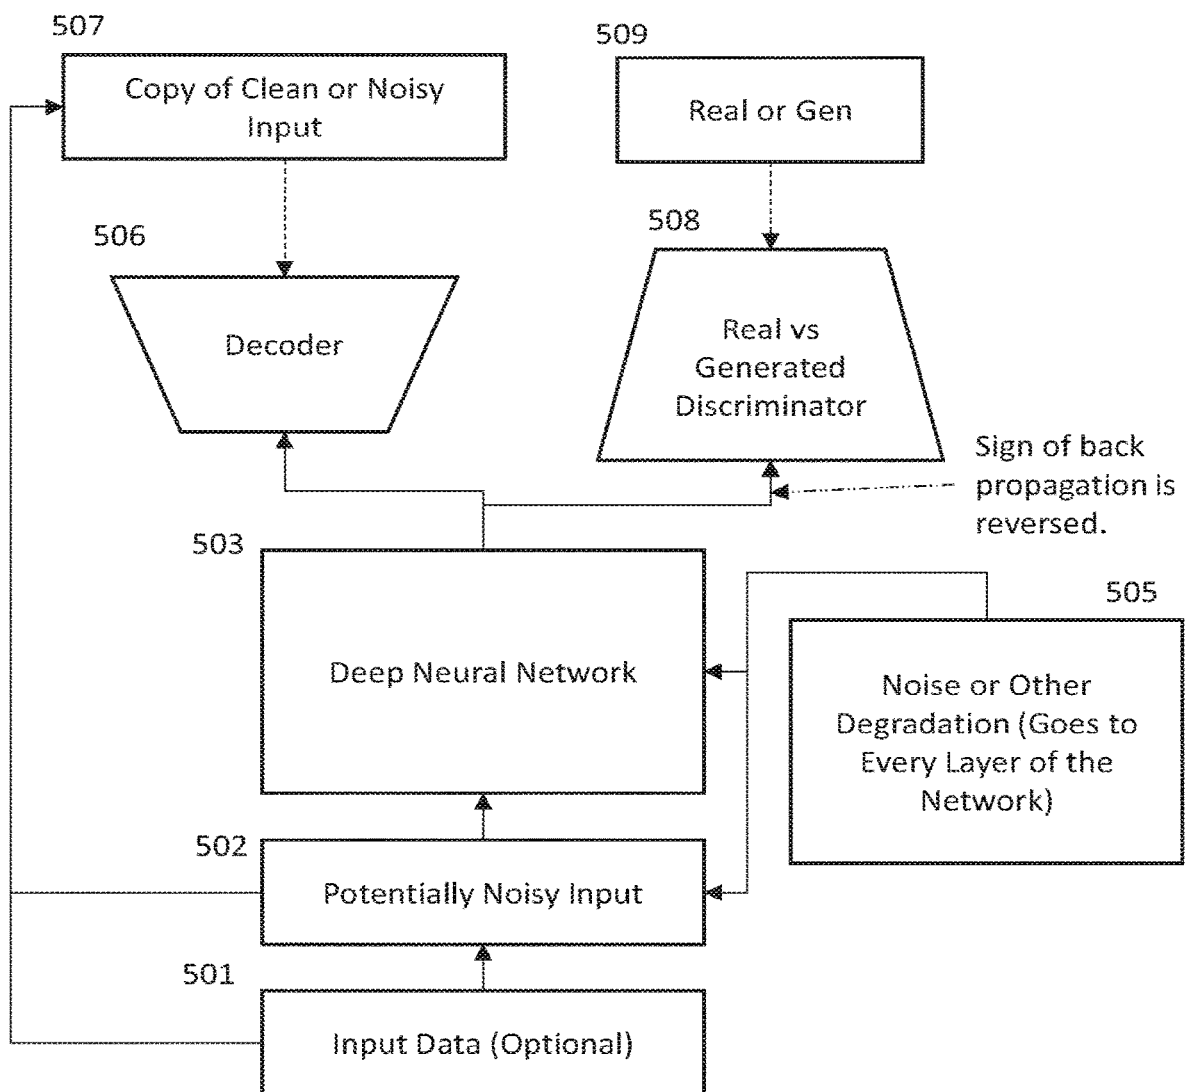 507
Copy of Clean or Noisy
Input
509
Real or Gen
506
Decoder
508
Real vs
Generated
Discriminator
Sign of back
propagation is
reversed.
503
Deep Neural Network
505
Noise or Other
Degradation (Goes to
Every Layer of the
Network)
502
Potentially Noisy Input
501
Input Data (Optional)